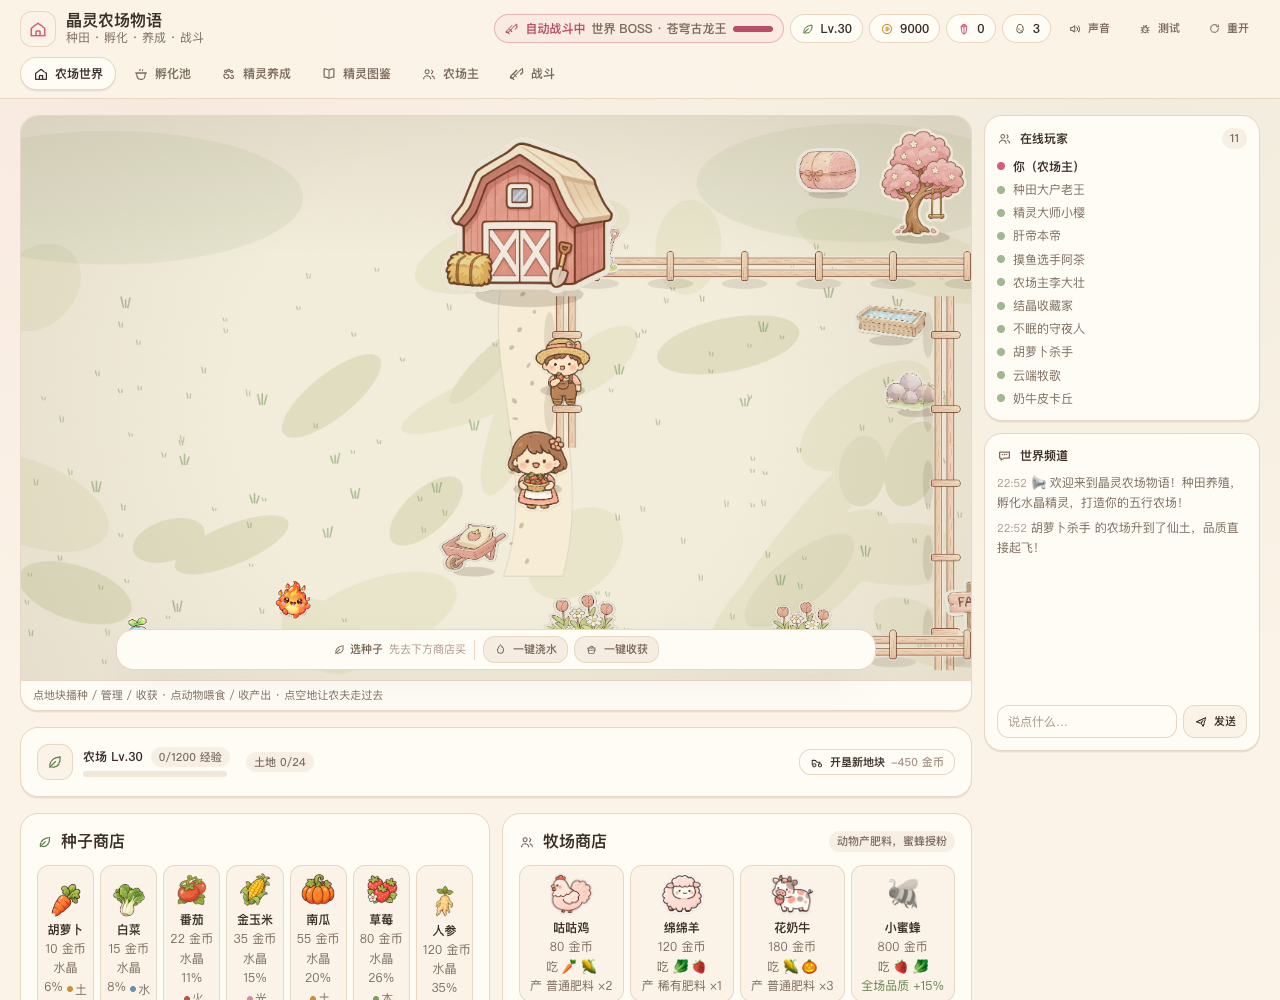 晶灵农场物语
种田 · 孵化 · 养成 · 战斗
自动战斗中 世界 BOSS · 苍穹古龙王
Lv.30
9000
0
3
声音
测试
重开
农场世界
孵化池
精灵养成
精灵图鉴
农场主
战斗
选种子 先去下方商店买
一键浇水
一键收获
点地块播种 / 管理 / 收获 · 点动物喂食 / 收产出 · 点空地让农夫走过去
农场 Lv.30
0/1200 经验
土地 0/24
开垦新地块 −450 金币
种子商店
胡萝卜
10 金币
水晶
6% 土
白菜
15 金币
水晶
8% 水
番茄
22 金币
水晶
11%
火
金玉米
35 金币
水晶
15%
光
南瓜
55 金币
水晶
20%
土
草莓
80 金币
水晶
26%
木
人参
120 金币
水晶
35%
牧场商店
动物产肥料，蜜蜂授粉
咕咕鸡
80 金币
吃
产 普通肥料 ×2
绵绵羊
120 金币
吃
产 稀有肥料 ×1
花奶牛
180 金币
吃
产 普通肥料 ×3
小蜜蜂
800 金币
吃
全场品质 +15%
在线玩家
11
你（农场主）
种田大户老王
精灵大师小樱
肝帝本帝
摸鱼选手阿茶
农场主李大壮
结晶收藏家
不眠的守夜人
胡萝卜杀手
云端牧歌
奶牛皮卡丘
世界频道
22:52 欢迎来到晶灵农场物语！种田养殖，
孵化水晶精灵，打造你的五行农场！
22:52 胡萝卜杀手 的农场升到了仙土，品质直
接起飞！
说点什么…
发送